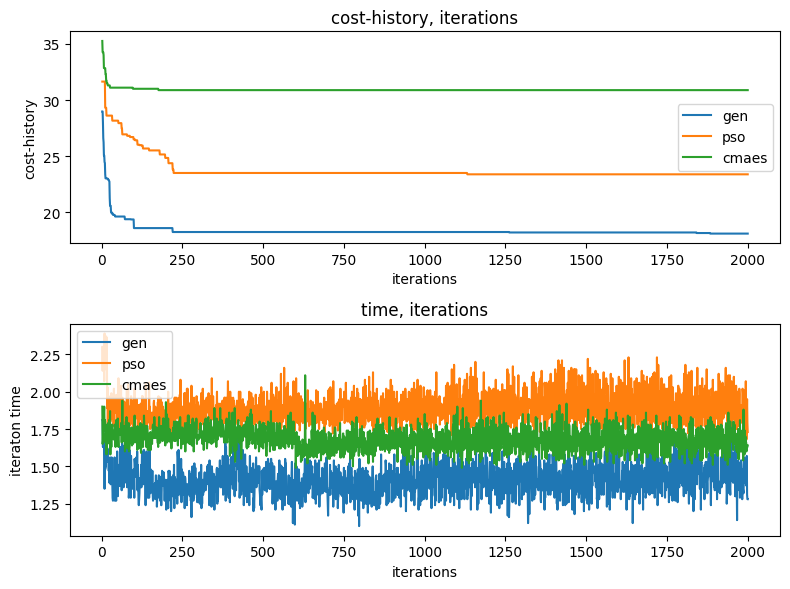 cost-history, iterations
35
30
25
20
cost-history
gen
pso
cmaes
0 250 500 750 1000 1250 1500 1750 2000
iterations
time, iterations
2.25
2.00
1.75
1.50
1.25
iteraton time
gen
pso
cmaes
0 250 500 750 1000 1250 1500 1750 2000
iterations